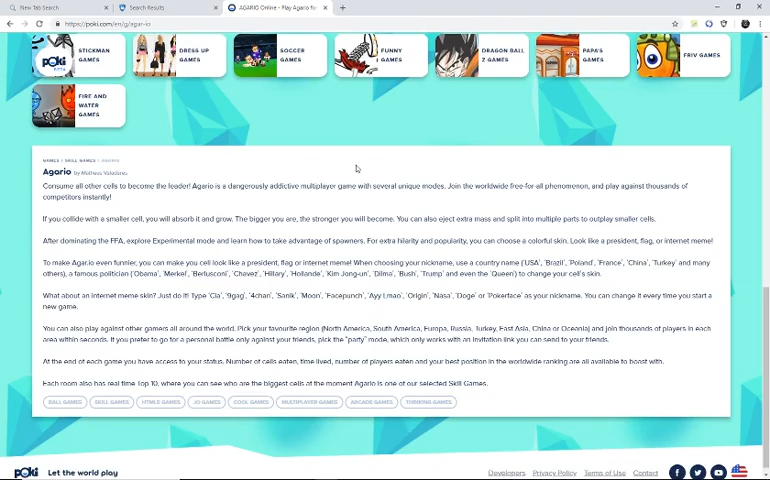 New Tab Search
Search Results
AGARIO Online - Play Agario for
https://poki.com/en/g/agar-io
STICKMAN GAMES
DRESS UP GAMES
SOCCER GAMES
FUNNY GAMES
DRAGON BALL Z GAMES
PAPA'S GAMES
FRIV GAMES
FIRE AND WATER GAMES
GAMES / SKILL GAMES / AGARIO
Agario by Matheus Valadares
Consume all other cells to become the leader! Agario is a dangerously addictive multiplayer game with several unique modes. Join the worldwide free-for-all phenomenon, and play against thousands of
competitors instantly!
If you collide with a smaller cell, you will absorb it and grow. The bigger you are, the stronger you will become. You can also eject extra mass and split into multiple parts to outplay smaller cells.
After dominating the FFA, explore Experimental mode and learn how to take advantage of spawners. For extra hilarity and popularity, you can choose a colorful skin. Look like a president, flag, or internet meme!
To make Agar.io even funnier, you can make you cell look like a president, flag or internet meme! When choosing your nickname, use a country name ('USA', 'Brazil', 'Poland', 'France', 'China', 'Turkey' and many
others), a famous politician ('Obama', 'Merkel', 'Berlusconi', 'Chavez', 'Hillary', 'Hollande', 'Kim Jong-un', 'Dilma', 'Bush', 'Trump' and even the 'Queen') to change your cell's skin.
What about an internet meme skin? Just do it! Type 'Cia', '9gag', '4chan', 'Sanik', 'Moon', 'Facepunch', 'Ayy Lmao', 'Origin', 'Nasa', 'Doge' or 'Pokerface' as your nickname. You can change it every time you start a
new game.
You can also play against other gamers all around the world. Pick your favourite region (North America, South America, Europa, Russia, Turkey, East Asia, China or Oceania) and join thousands of players in each
area within seconds. If you prefer to go for a personal battle only against your friends, pick the "party" mode, which only works with an invitation link you can send to your friends.
At the end of each game you have access to your status. Number of cells eaten, time lived, number of players eaten and your best position in the worldwide ranking are all available to boast with.
Each room also has real time Top 10, where you can see who are the biggest cells at the moment Agario is one of our selected Skill Games.
BALL GAMES
SKILL GAMES
HTML5 GAMES
.IO GAMES
COOL GAMES
MULTIPLAYER GAMES
ARCADE GAMES
THINKING GAMES
POKI
Let the world play
Developers
Privacy Policy
Terms of Use
Contact